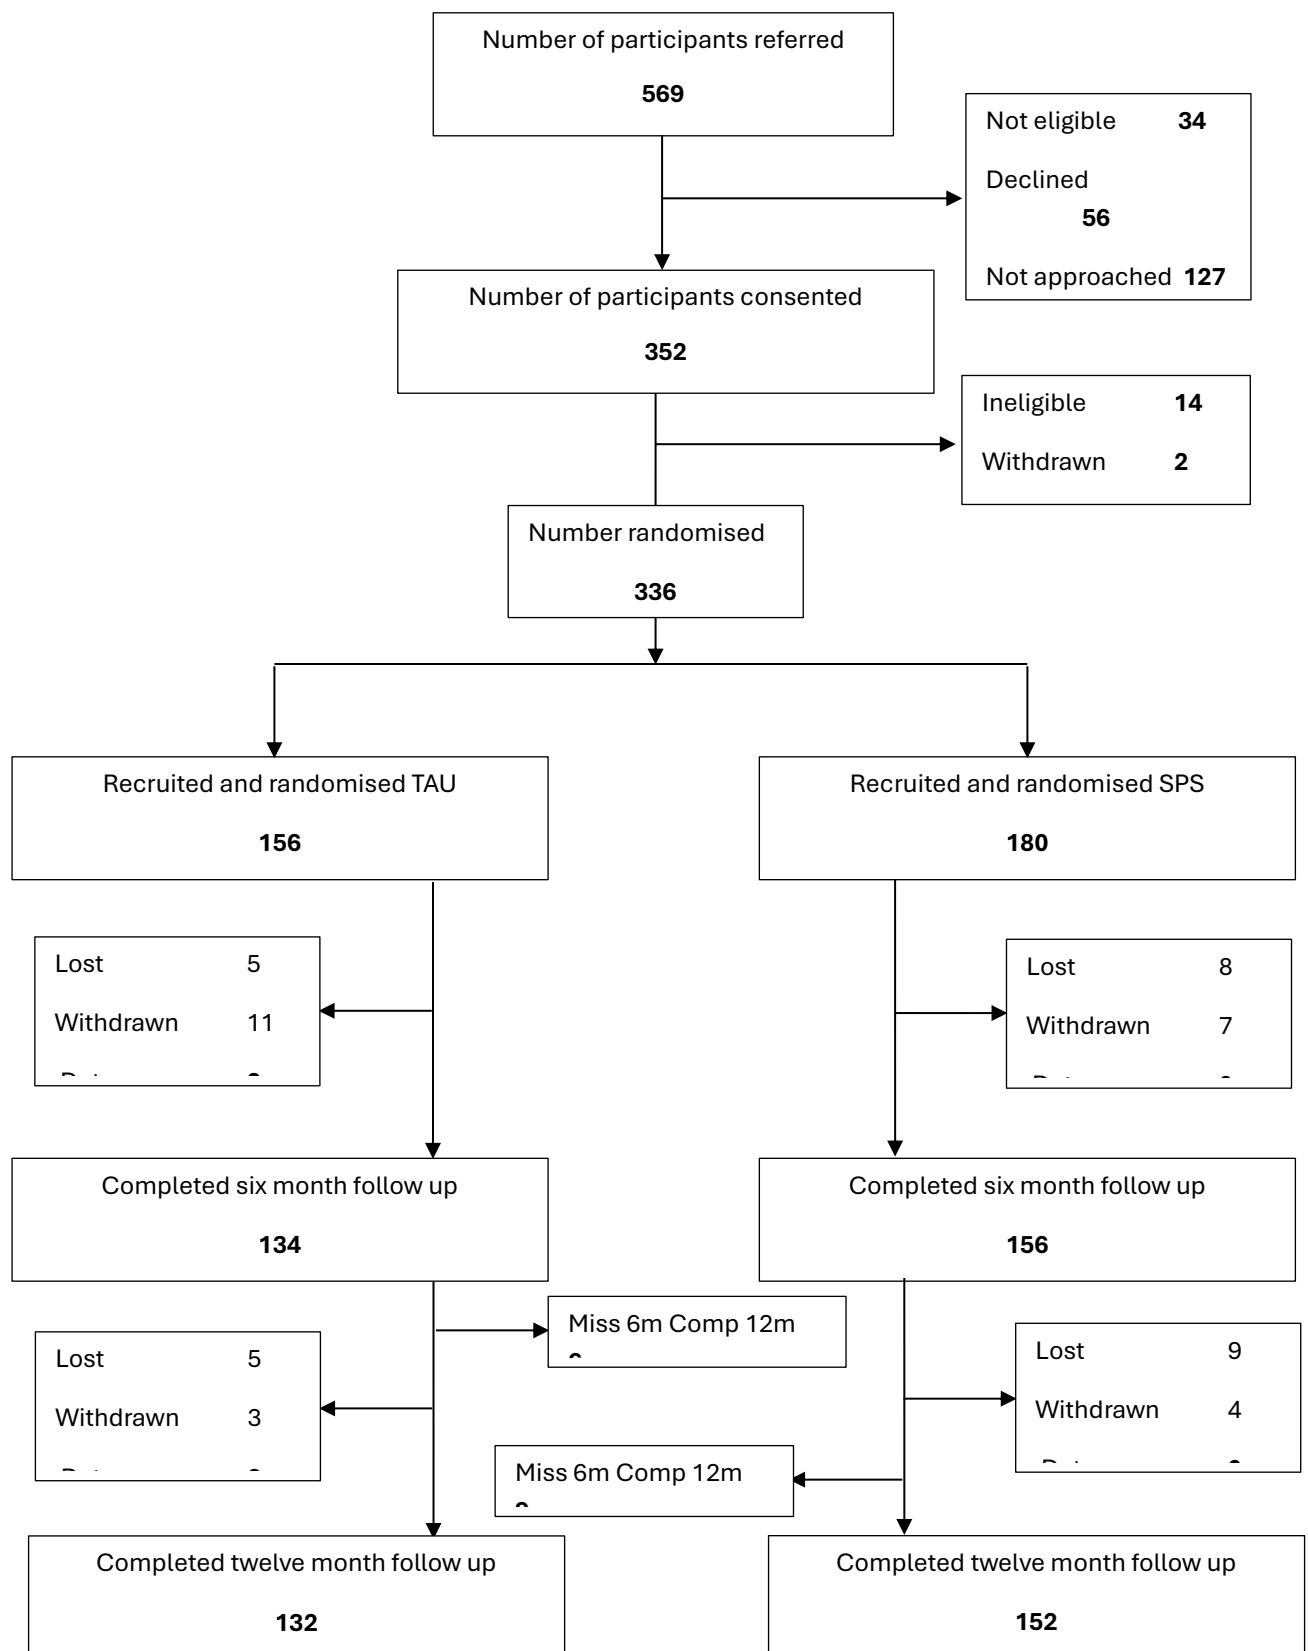 Number of participants referred
569
Not eligible 34
Declined
56
Not approached 127
Number of participants consented
352
Ineligible 14
Withdrawn 2
Number randomised
336
Recruited and randomised TAU
156
Recruited and randomised SPS
180
Lost 5
Withdrawn 11
Lost 8
Withdrawn 7
Completed six month follow up
134
Completed six month follow up
156
Miss 6m Comp 12m
Lost 5
Withdrawn 3
Lost 9
Withdrawn 4
Miss 6m Comp 12m
Completed twelve month follow up
132
Completed twelve month follow up
152